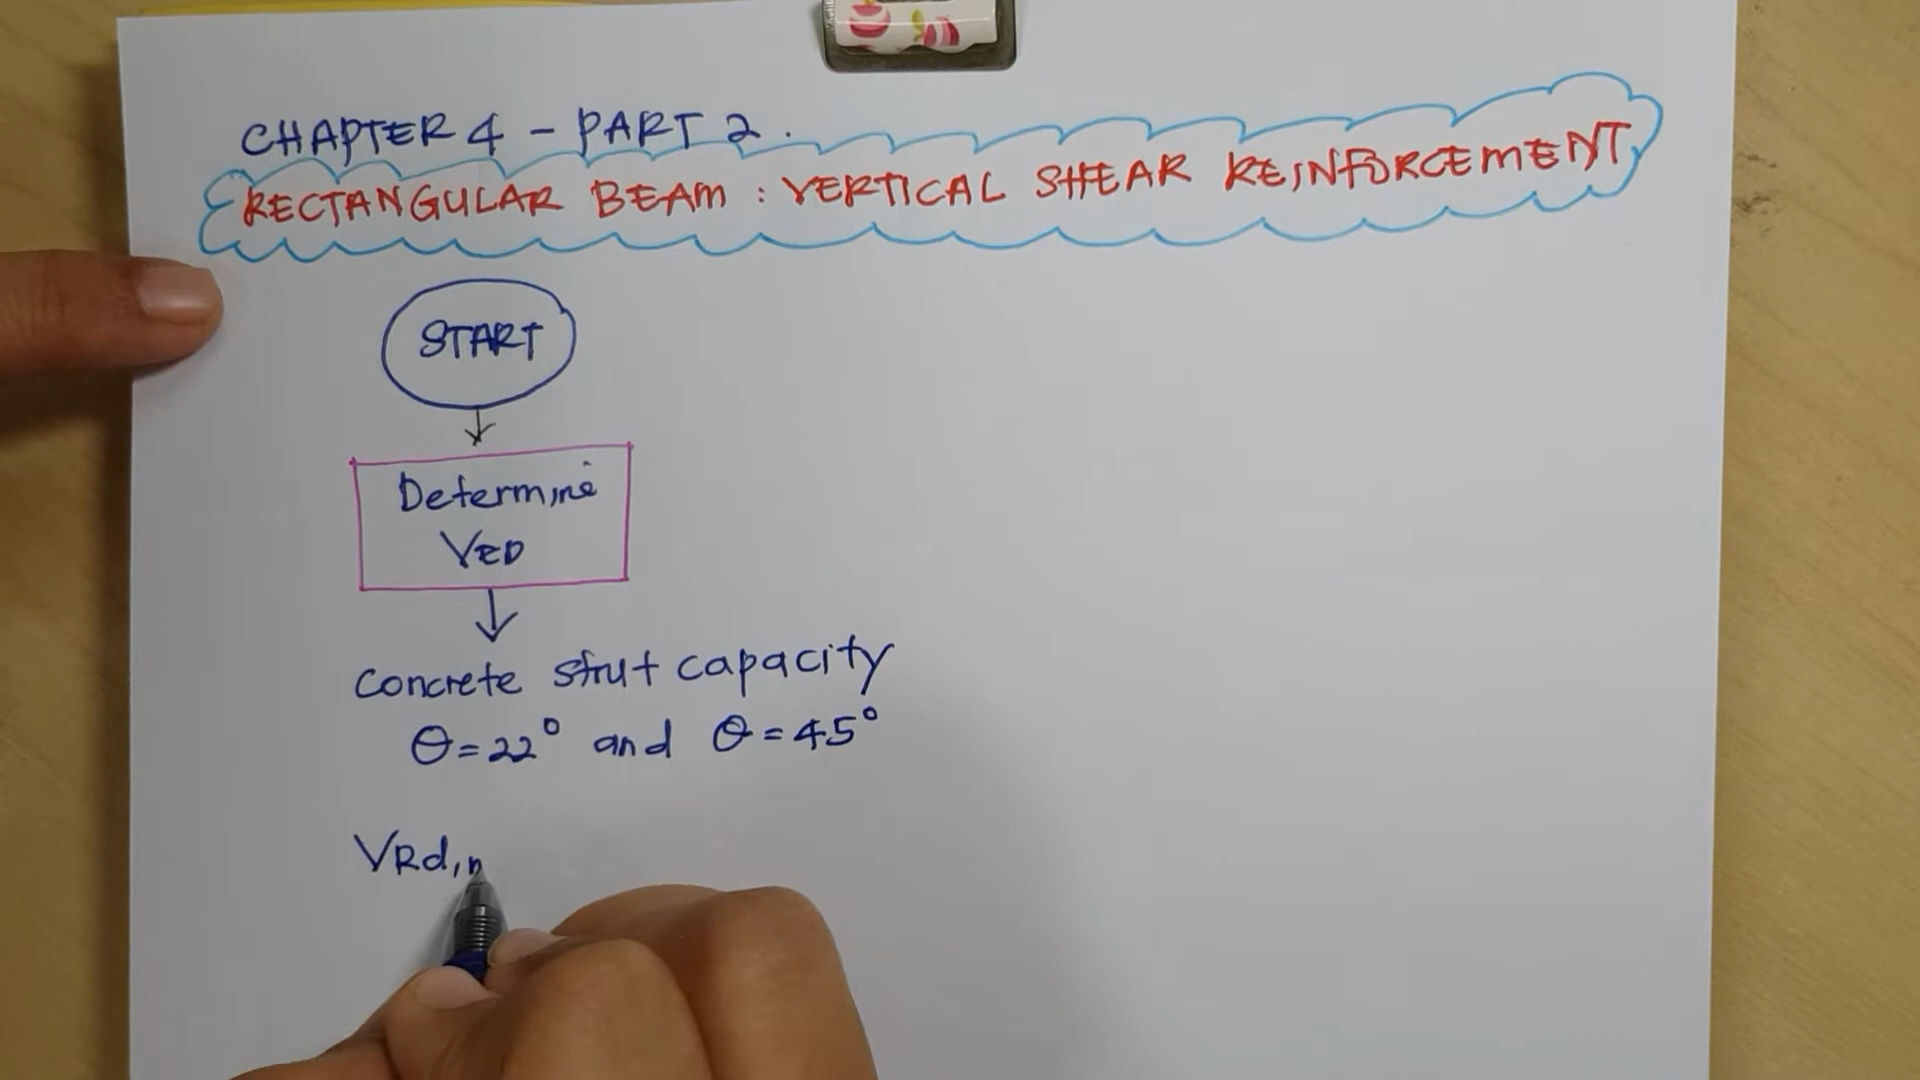 CHAPTER 4 - PART 2.
RECTANGULAR BEAM : VERTICAL SHEAR REINFORCEMENT
START
Determine
VED
Concrete strut capacity
θ=22° and θ=45°
VRd,